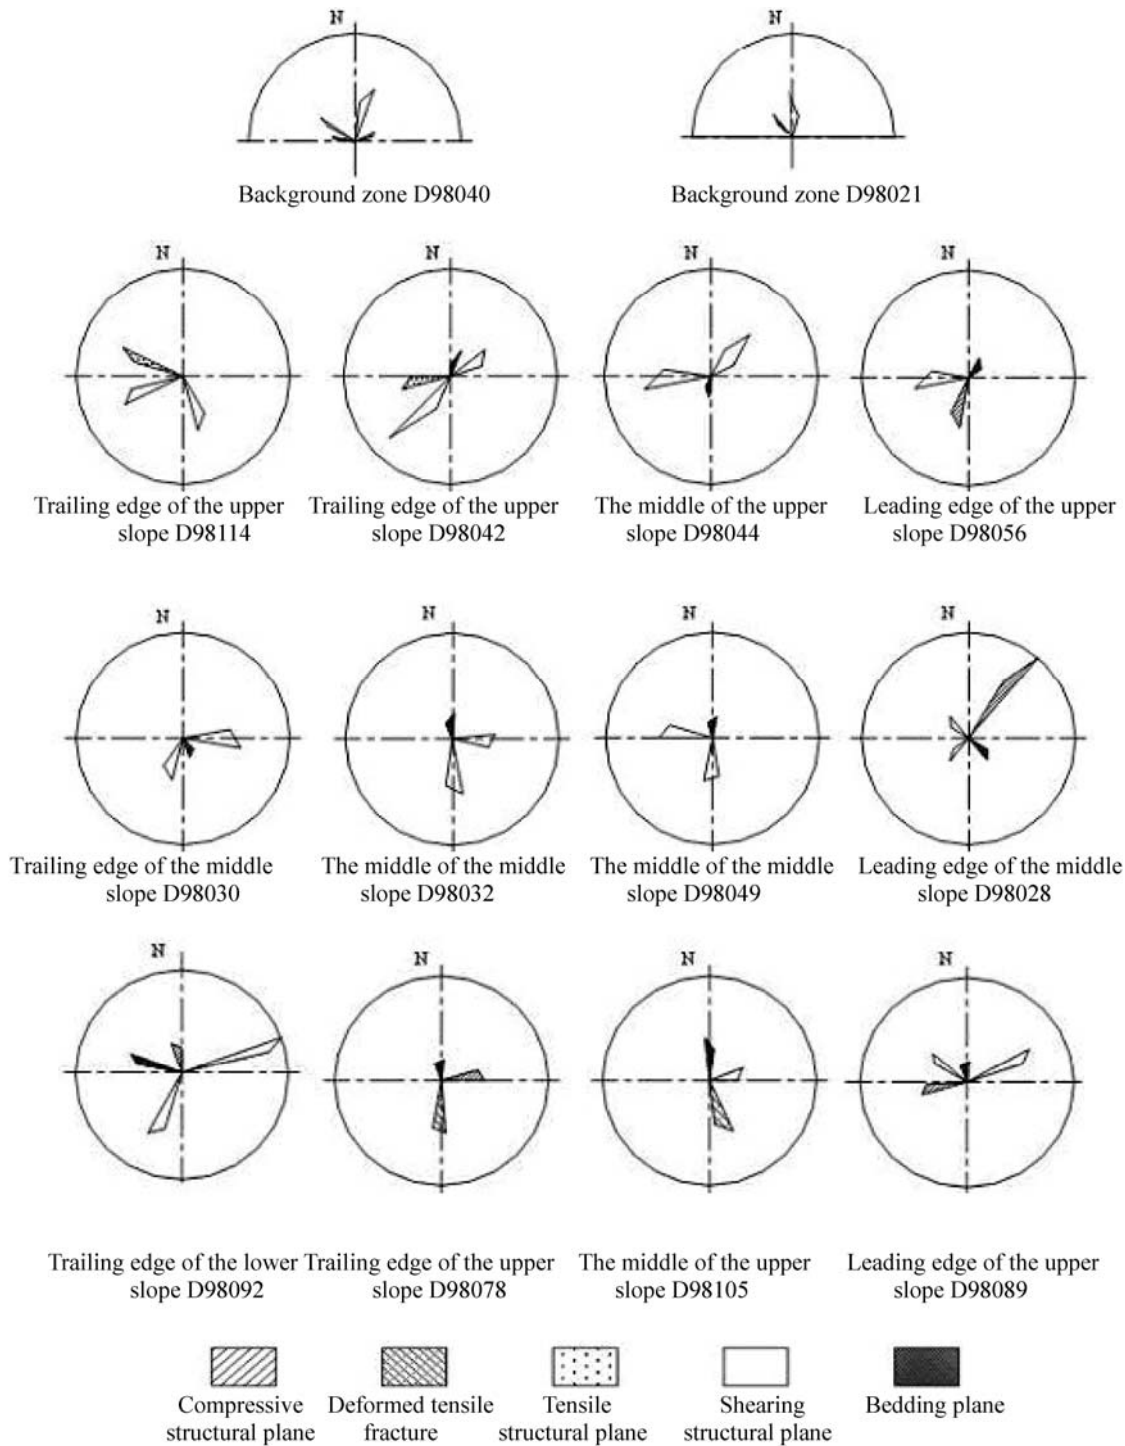 N N
Background zone D98040 Background zone D98021
N N N N
Trailing edge of the upper Trailing edge of the upper The middle of the upper Leading edge of the upper
slope D98114 slope D98042 slope D98044 slope D98056
N N N N
Trailing edge of the middle The middle of the middle The middle of the middle Leading edge of the middle
slope D98030 slope D98032 slope D98049 slope D98028
N N N N
Trailing edge of the lower Trailing edge of the upper The middle of the upper Leading edge of the upper
slope D98092 slope D98078 slope D98105 slope D98089
Compressive Deformed tensile Tensile Shearing Bedding plane
structural plane fracture structural plane structural plane